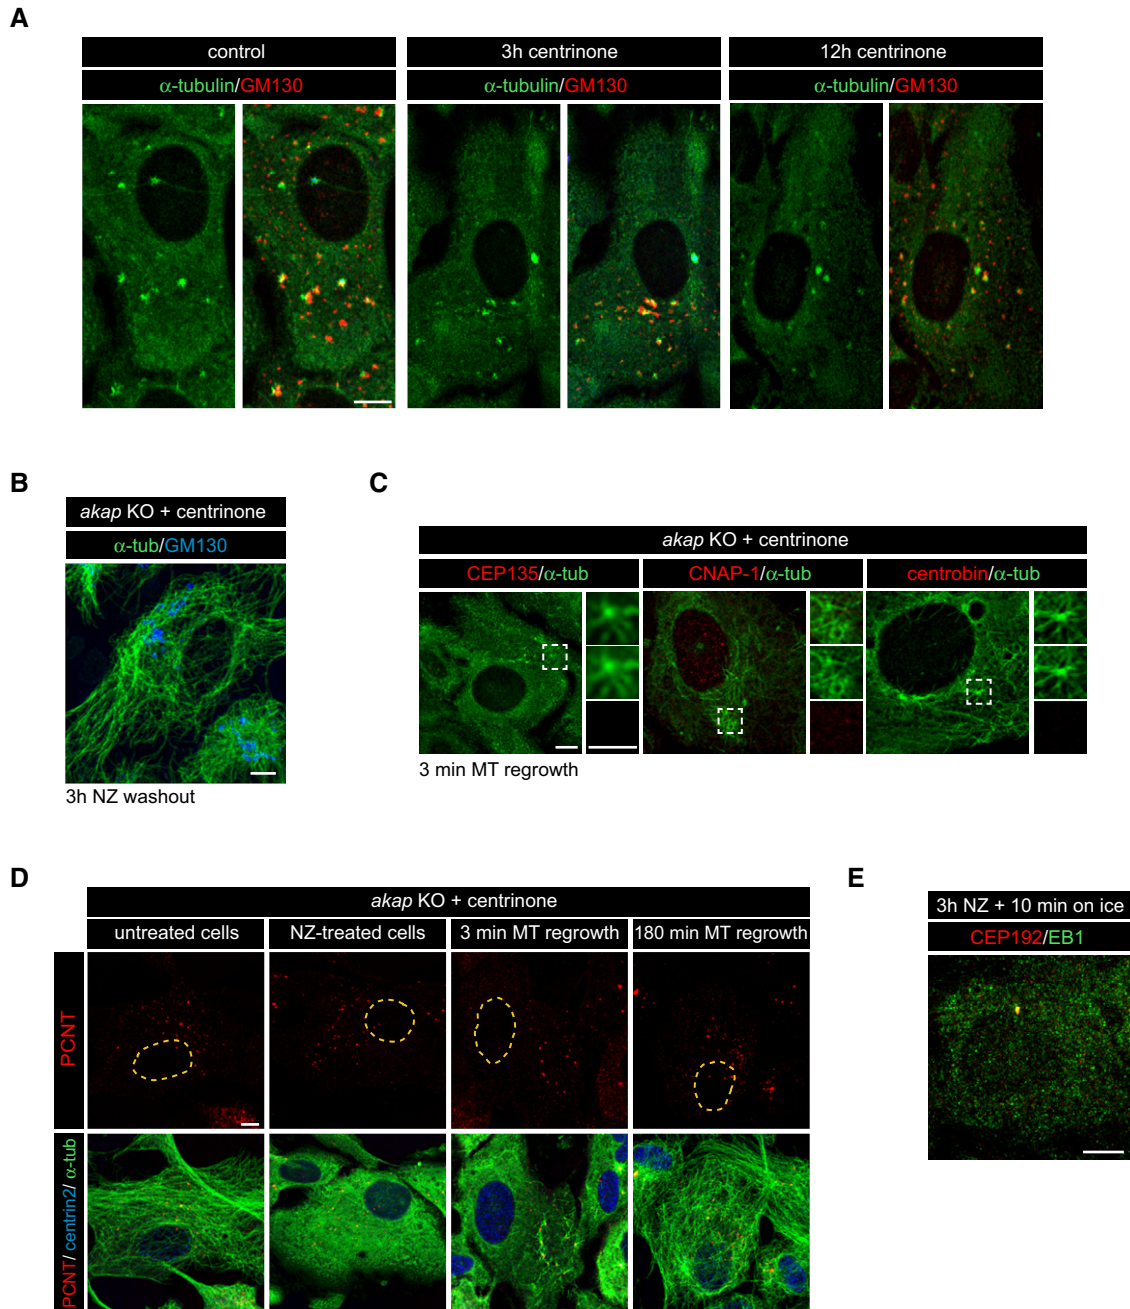 A
control
3h centrinone
12h centrinone
α-tubulin/GM130
α-tubulin/GM130
α-tubulin/GM130
B
akap KO + centrinone
α-tub/GM130
3h NZ washout
C
akap KO + centrinone
CEP135/α-tub
CNAP-1/α-tub
centrobin/α-tub
3 min MT regrowth
D
akap KO + centrinone
untreated cells
NZ-treated cells
3 min MT regrowth
180 min MT regrowth
PCNT
PCNT/ centrin2/ α-tub
E
3h NZ + 10 min on ice
CEP192/EB1